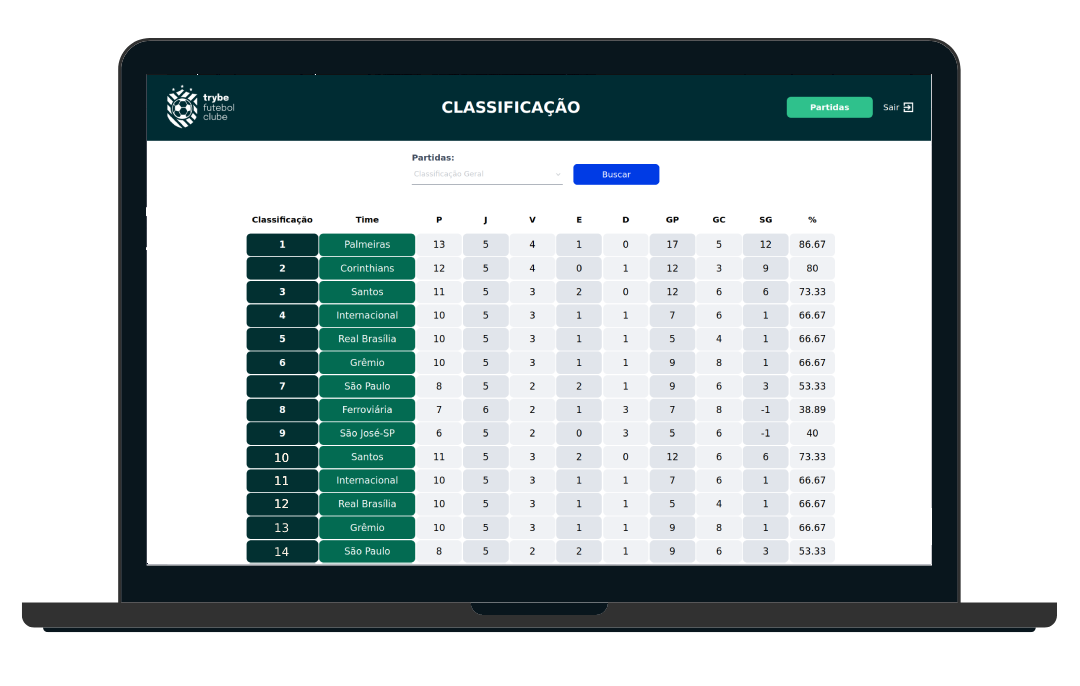 trybe
futebol
clube
CLASSIFICAÇÃO
Partidas
Sair
Partidas:
Classificação Geral
Buscar
Classificação Time P J V E D GP GC SG %
1 Palmeiras 13 5 4 1 0 17 5 12 86.67
2 Corinthians 12 5 4 0 1 12 3 9 80
3 Santos 11 5 3 2 0 12 6 6 73.33
4 Internacional 10 5 3 1 1 7 6 1 66.67
5 Real Brasília 10 5 3 1 1 5 4 1 66.67
6 Grêmio 10 5 3 1 1 9 8 1 66.67
7 São Paulo 8 5 2 2 1 9 6 3 53.33
8 Ferroviária 7 6 2 1 3 7 8 -1 38.89
9 São José-SP 6 5 2 0 3 5 6 -1 40
10 Santos 11 5 3 2 0 12 6 6 73.33
11 Internacional 10 5 3 1 1 7 6 1 66.67
12 Real Brasília 10 5 3 1 1 5 4 1 66.67
13 Grêmio 10 5 3 1 1 9 8 1 66.67
14 São Paulo 8 5 2 2 1 9 6 3 53.33